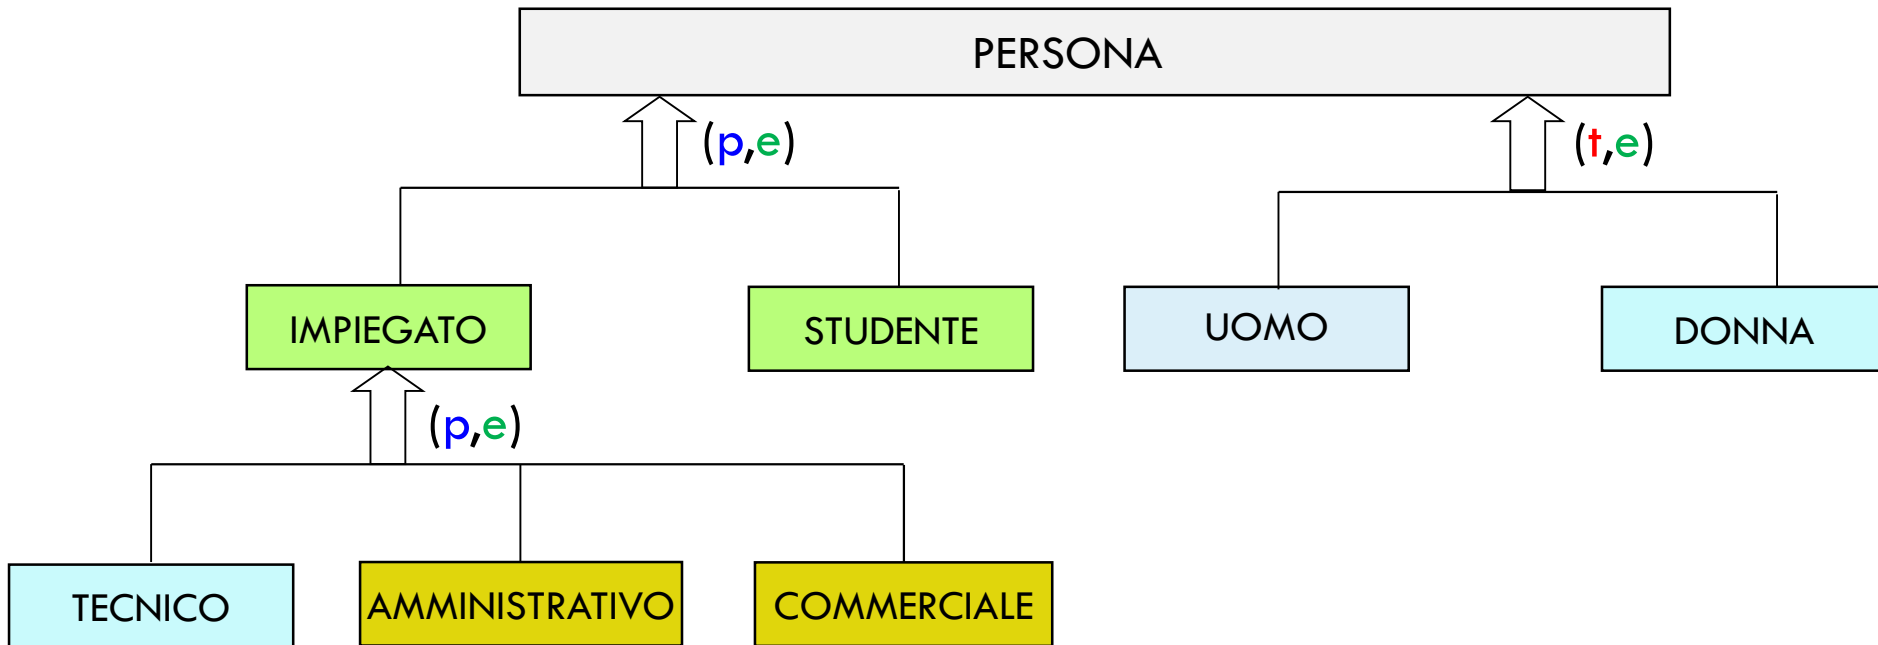 PERSONA
(p,e)
(t,e)
IMPIEGATO
STUDENTE
UOMO
DONNA
(p,e)
TECNICO
AMMINISTRATIVO
COMMERCIALE